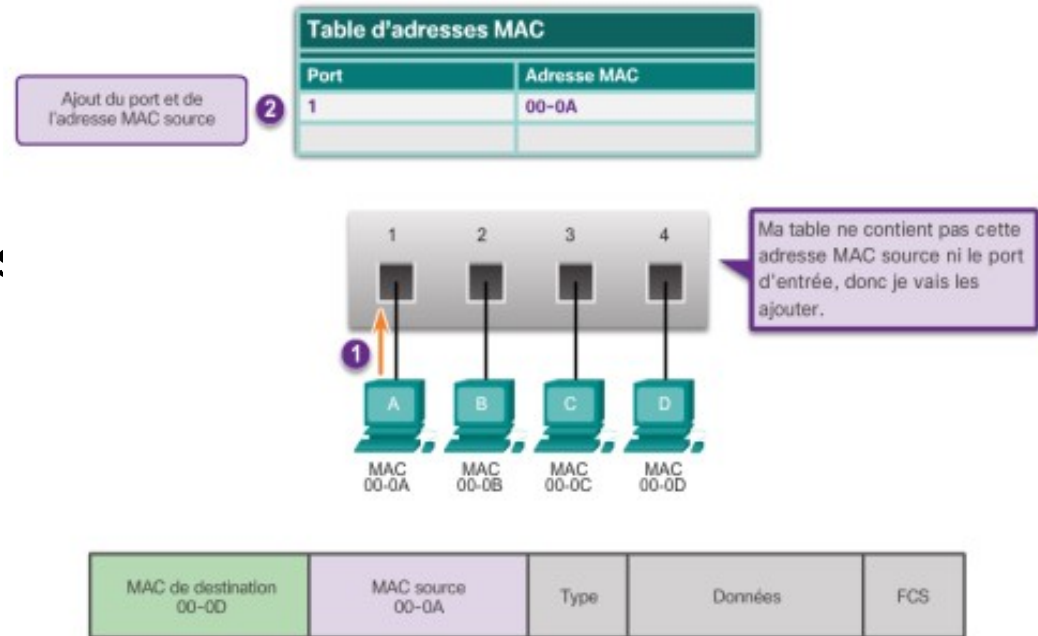 Table d'adresses MAC
Port Adresse MAC
Ajout du port et de
l'adresse MAC source
2
1 00-0A
1 2 3 4
Ma table ne contient pas cette
adresse MAC source ni le port
d'entrée, donc je vais les
ajouter.
1
A B C D
MAC MAC MAC MAC
00-0A 00-0B 00-0C 00-0D
MAC de destination
00-0D
MAC source
00-0A
Type
Données
FCS